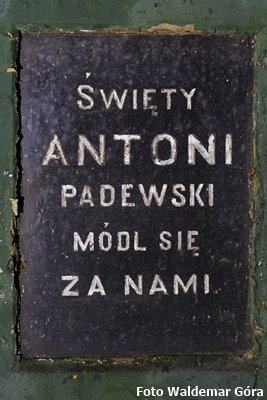 ŚWIĘTY
ANTONI
PADEWSKI
MÓDL SIĘ
ZA NAMI
Foto Waldemar Góra